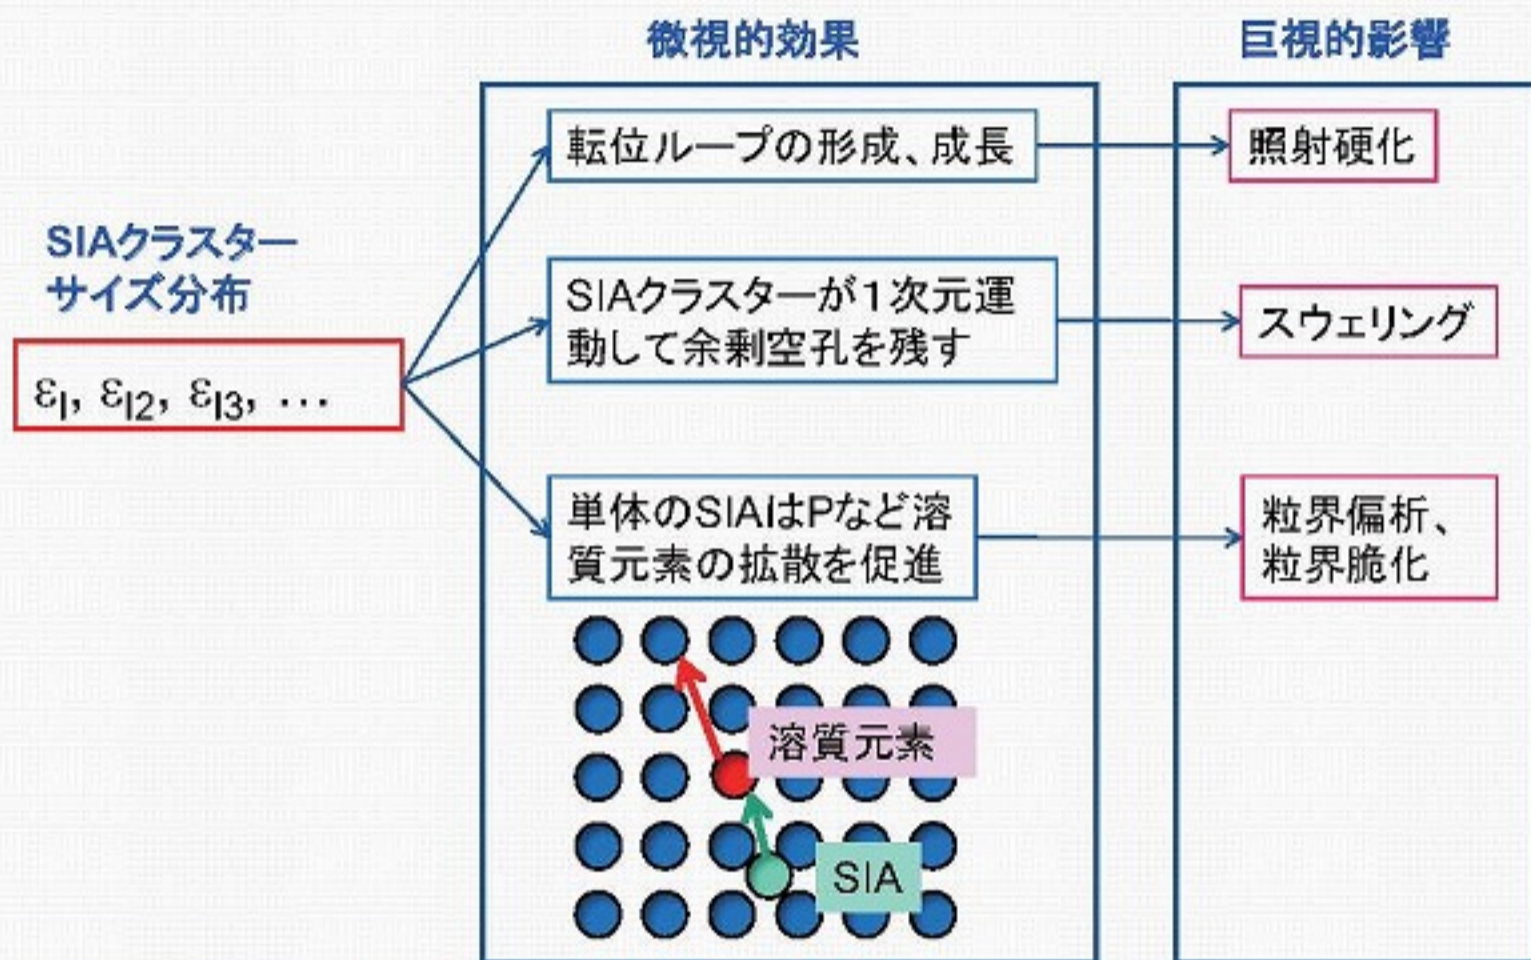 微視的効果
巨視的影響
SIAクラスター
サイズ分布
εI, εI2, εI3, …
転位ループの形成、成長
照射硬化
SIAクラスターが1次元運
動して余剰空孔を残す
スウェリング
単体のSIAはPなど溶
質元素の拡散を促進
粒界偏析、
粒界脆化
溶質元素
SIA